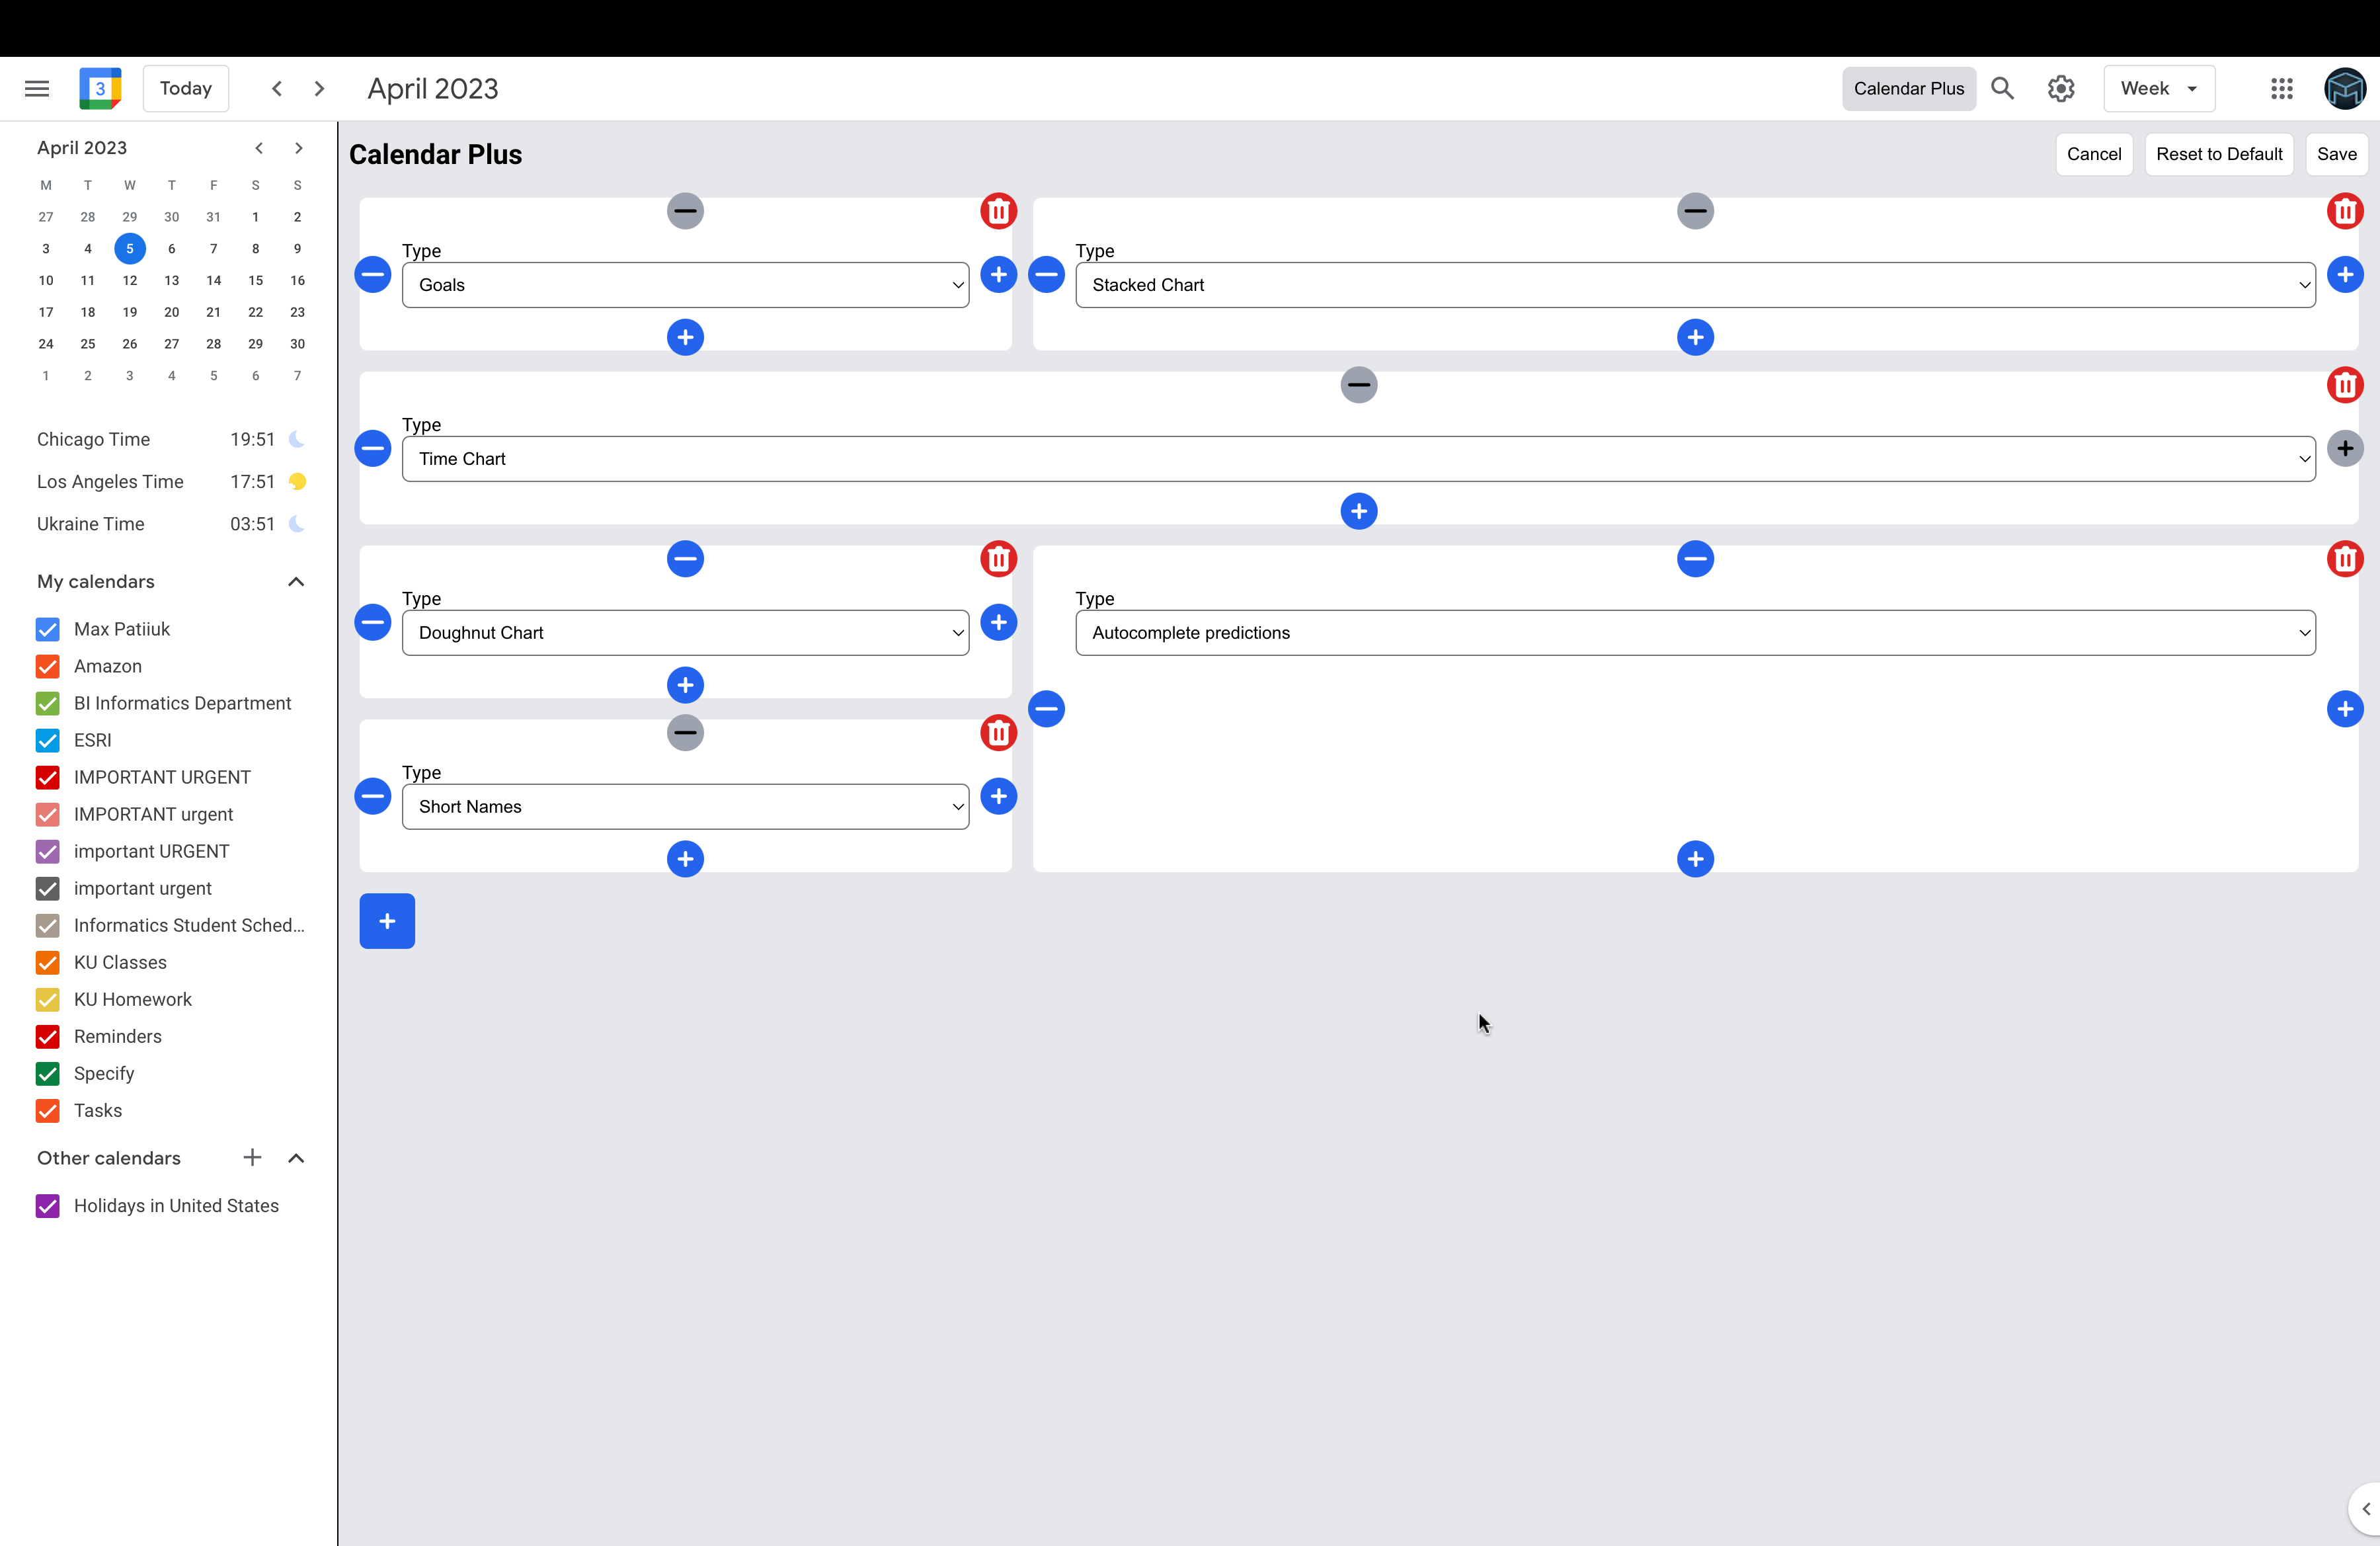 3
Today
April 2023
Calendar Plus
Week
April 2023
M T W T F S S
27 28 29 30 31 1 2
3 4 5 6 7 8 9
10 11 12 13 14 15 16
17 18 19 20 21 22 23
24 25 26 27 28 29 30
1 2 3 4 5 6 7
Chicago Time 19:51
Los Angeles Time 17:51
Ukraine Time 03:51
My calendars
Max Patiiuk
Amazon
BI Informatics Department
ESRI
IMPORTANT URGENT
IMPORTANT urgent
important URGENT
important urgent
Informatics Student Sched...
KU Classes
KU Homework
Reminders
Specify
Tasks
Other calendars
Holidays in United States
Calendar Plus
Cancel
Reset to Default
Save
Type
Goals
Type
Stacked Chart
Type
Time Chart
Type
Doughnut Chart
Type
Autocomplete predictions
Type
Short Names